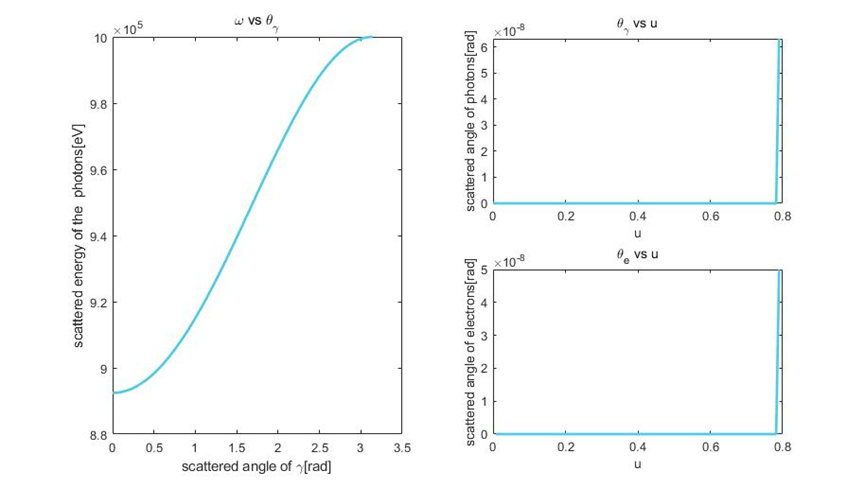 ω vs θγ
×10^5
10
9.8
9.6
9.4
9.2
9
8.8
0 0.5 1 1.5 2 2.5 3 3.5
scattered angle of γ[rad]
scattered energy of the photons[eV]
θγ vs u
×10^-8
6
5
4
3
2
1
0
0 0.2 0.4 0.6 0.8
u
scattered angle of photons[rad]
θe vs u
×10^-8
5
4
3
2
1
0
0 0.2 0.4 0.6 0.8
u
scattered angle of electrons[rad]